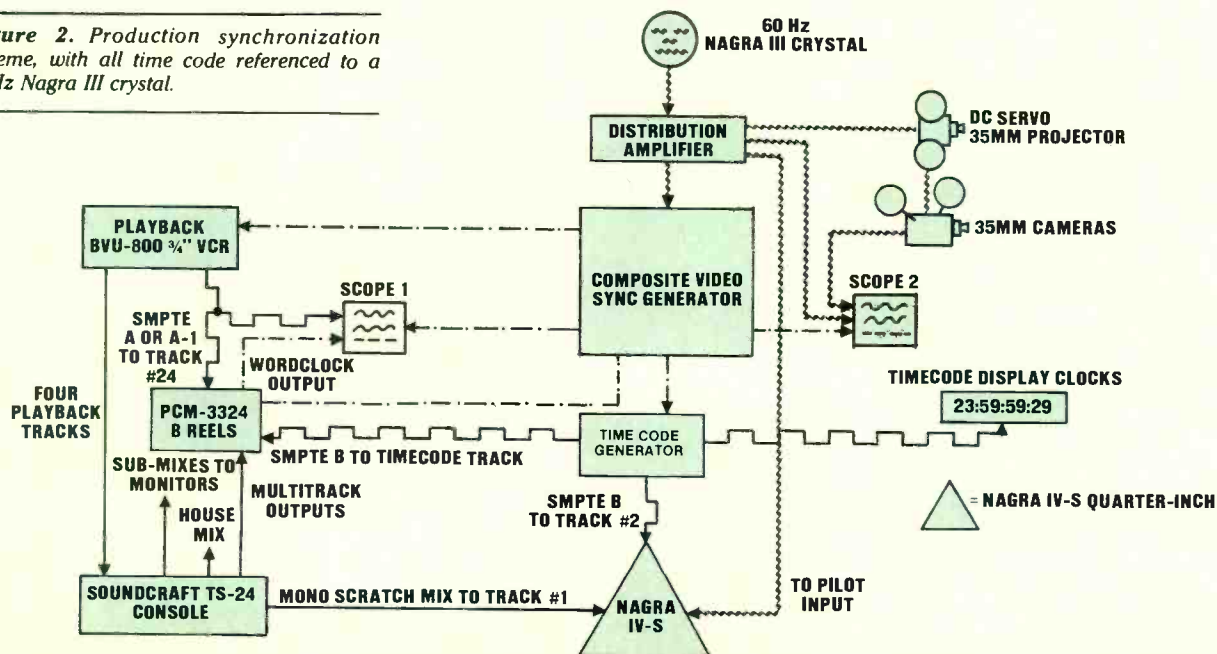 ure 2. Production synchronization
eme, with all time code referenced to a
Hz Nagra III crystal.
60 Hz
NAGRA III CRYSTAL
DISTRIBUTION
AMPLIFIER
DC SERVO
35MM PROJECTOR
35MM CAMERAS
PLAYBACK
BVU-800 ¾" VCR
COMPOSITE VIDEO
SYNC GENERATOR
SCOPE 1
SCOPE 2
SMPTE
A OR A-1
TO TRACK
#24
WORDCLOCK
OUTPUT
FOUR
PLAYBACK
TRACKS
PCM-3324
B REELS
TIMECODE DISPLAY CLOCKS
23:59:59:29
TIME CODE
GENERATOR
SMPTE B TO TIMECODE TRACK
SUB-MIXES TO
MONITORS
MULTITRACK
OUTPUTS
HOUSE
MIX
SMPTE B
TO TRACK #2
= NAGRA IV-S QUARTER-INCH
SOUNDCRAFT TS-24
CONSOLE
MONO SCRATCH MIX TO TRACK #1
NAGRA
IV-S
TO PILOT
INPUT